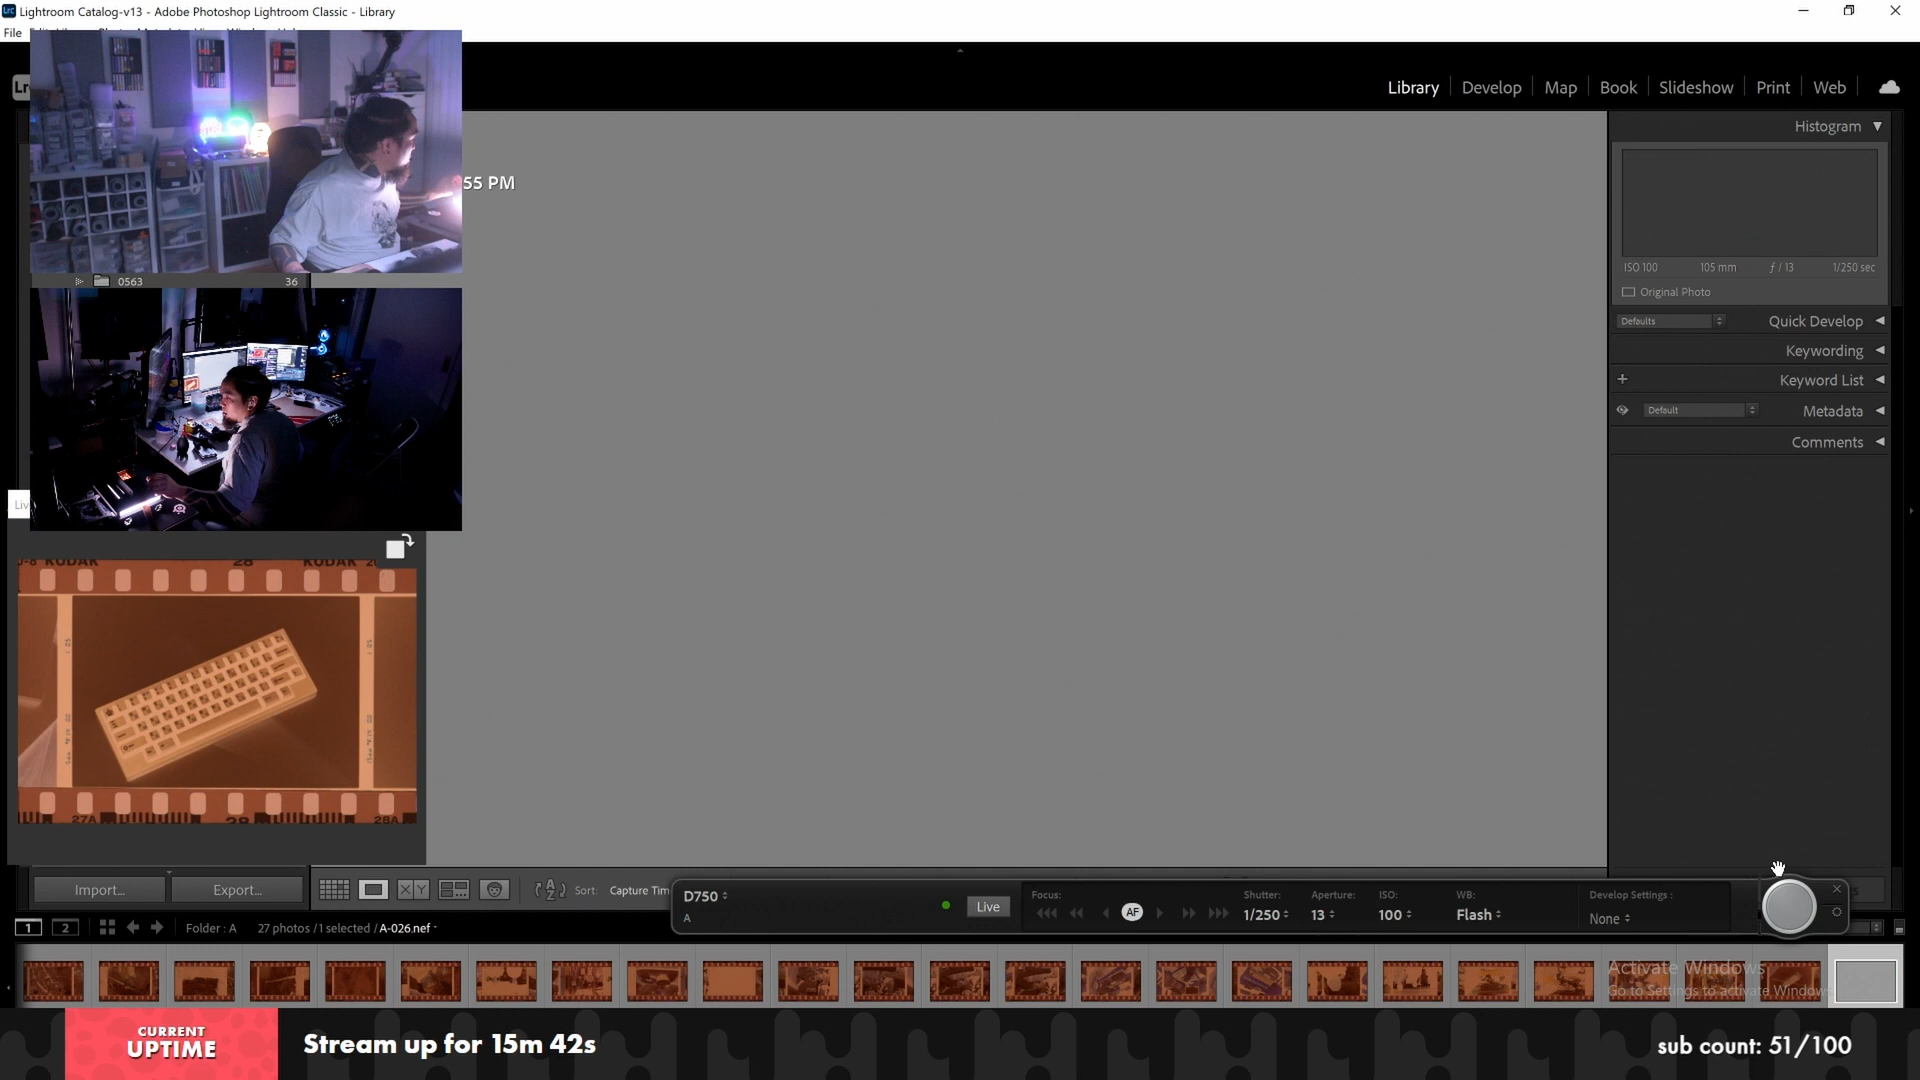 Lightroom Catalog-v13 - Adobe Photoshop Lightroom Classic - Library
File
Library
Develop
Map
Book
Slideshow
Print
Web
Histogram
55 PM
ISO 100 105 mm ƒ / 13 1/250 sec
Original Photo
0563 36
Defaults
Quick Develop
Keywording
Keyword List
Default
Metadata
Comments
Liv
KODAK 28 KODAK
27A 28 28A
Import...
Export...
XY
Sort: Capture Tim
D750
A
Live
Focus:
AF
Shutter:
1/250
Aperture:
13
ISO:
100
WB:
Flash
Develop Settings :
None
1 2 Folder : A 27 photos / 1 selected / A-026.nef
Activate Windows
Go to Settings to activate Windows
CURRENT
UPTIME
Stream up for 15m 42s
sub count: 51/100